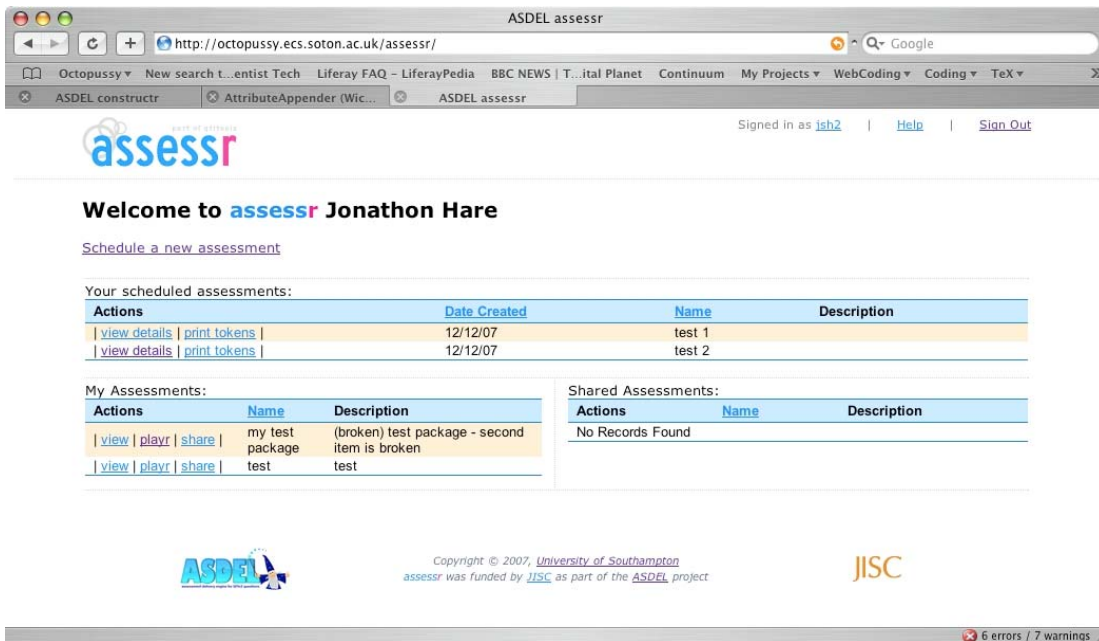 ASDEL assessr
http://octopussy.ecs.soton.ac.uk/assessr/
Google
Octopussy New search t...entist Tech Liferay FAQ – LiferayPedia BBC NEWS | T...ital Planet Continuum My Projects WebCoding Coding TeX
ASDEL constructr AttributeAppender (Wic... ASDEL assessr
assessr
Signed in as jsh2 | Help | Sign Out
Welcome to assessr Jonathon Hare
Schedule a new assessment
Your scheduled assessments:
Actions Date Created Name Description
| view details | print tokens | 12/12/07 test 1
| view details | print tokens | 12/12/07 test 2
My Assessments:
Actions Name Description
| view | playr | share | my test package (broken) test package - second item is broken
| view | playr | share | test test
Shared Assessments:
Actions Name Description
No Records Found
ASDEL
Copyright © 2007, University of Southampton
assessr was funded by JISC as part of the ASDEL project
JISC
6 errors / 7 warnings